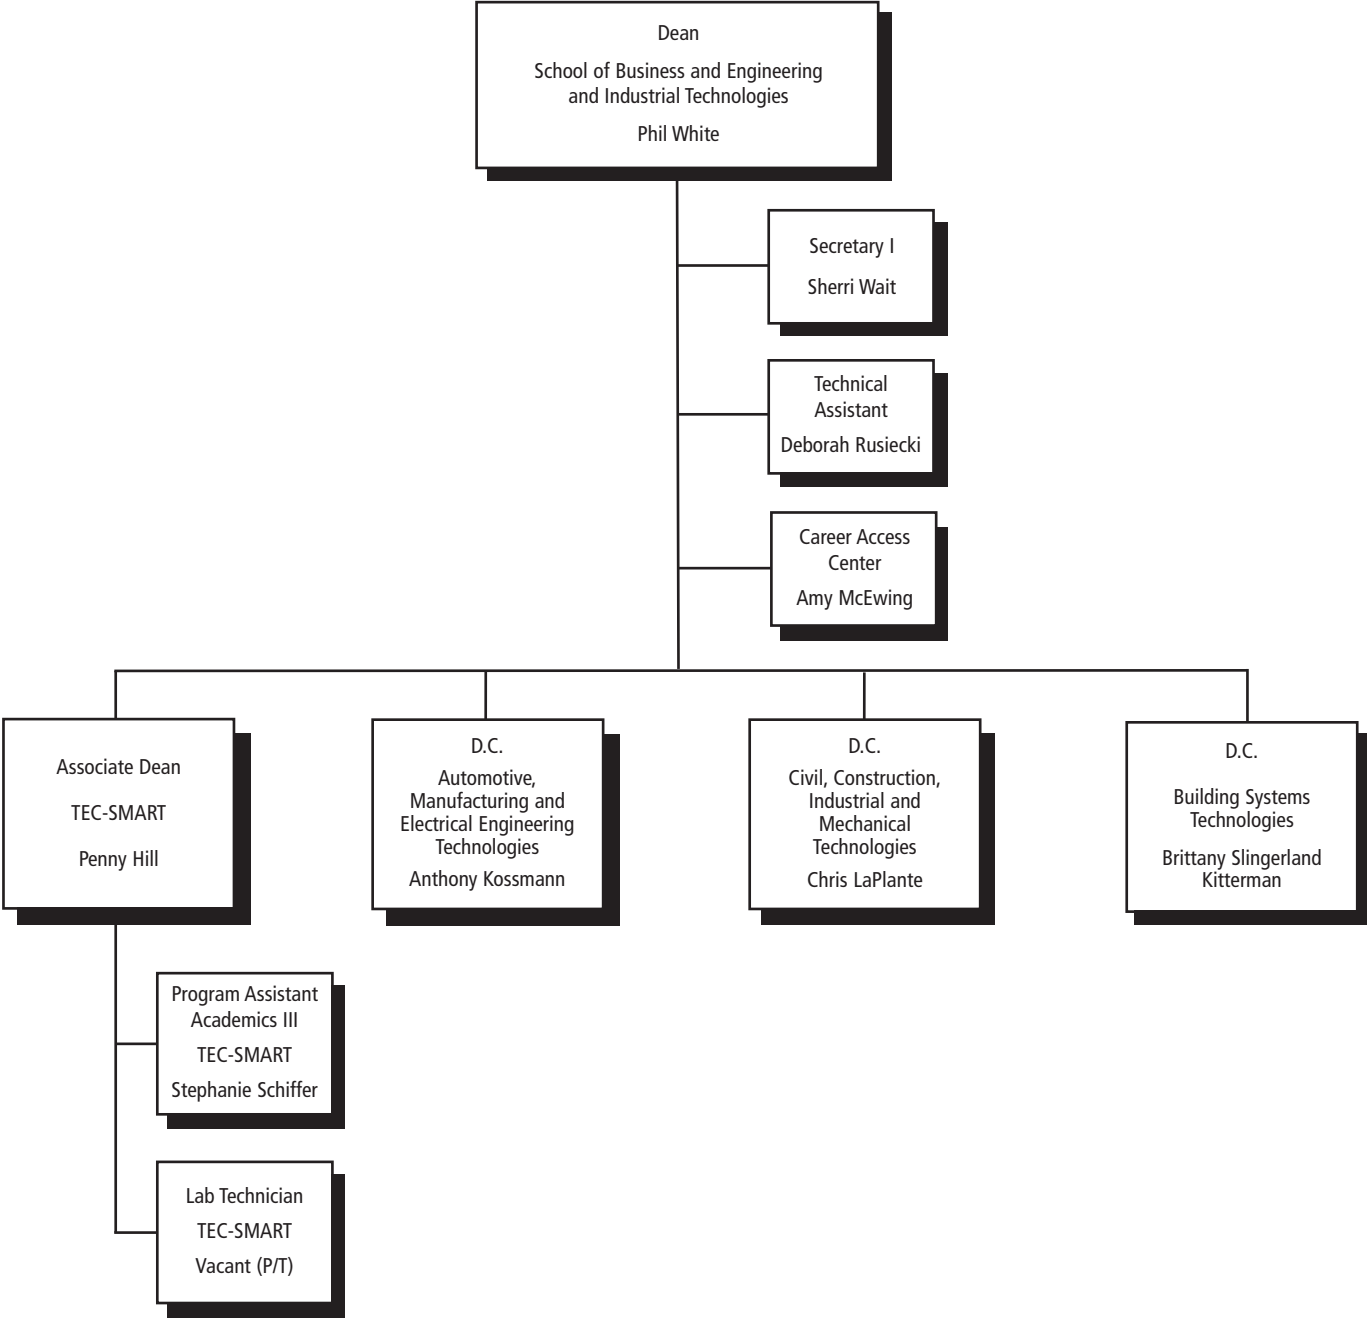 Dean
School of Business and Engineering
and Industrial Technologies
Phil White
Secretary I
Sherri Wait
Technical
Assistant
Deborah Rusiecki
Career Access
Center
Amy McEwing
Associate Dean
TEC-SMART
Penny Hill
D.C.
Automotive,
Manufacturing and
Electrical Engineering
Technologies
Anthony Kossmann
D.C.
Civil, Construction,
Industrial and
Mechanical
Technologies
Chris LaPlante
D.C.
Building Systems
Technologies
Brittany Slingerland
Kitterman
Program Assistant
Academics III
TEC-SMART
Stephanie Schiffer
Lab Technician
TEC-SMART
Vacant (P/T)